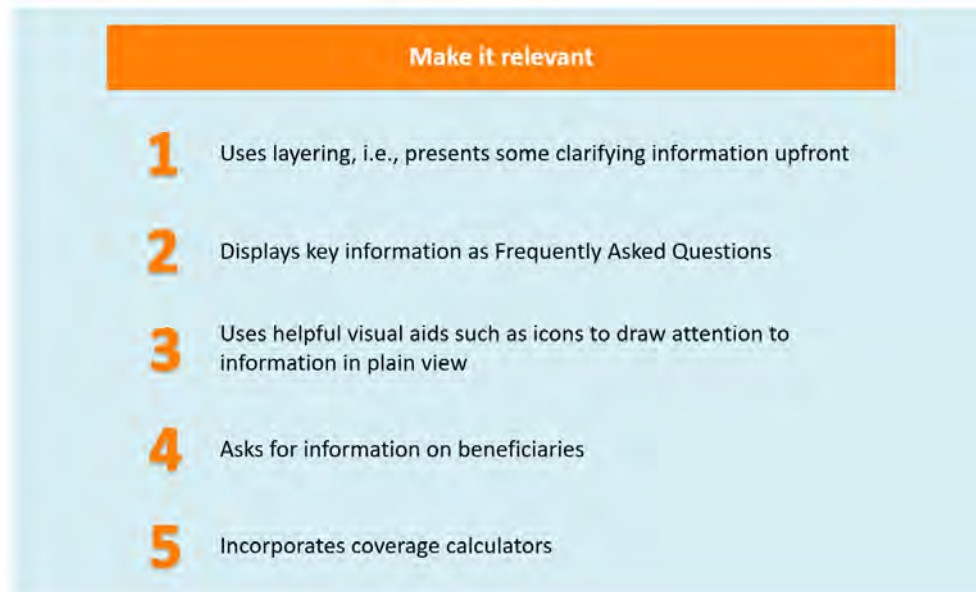 Make it relevant
1 Uses layering, i.e., presents some clarifying information upfront
2 Displays key information as Frequently Asked Questions
3 Uses helpful visual aids such as icons to draw attention to
information in plain view
4 Asks for information on beneficiaries
5 Incorporates coverage calculators